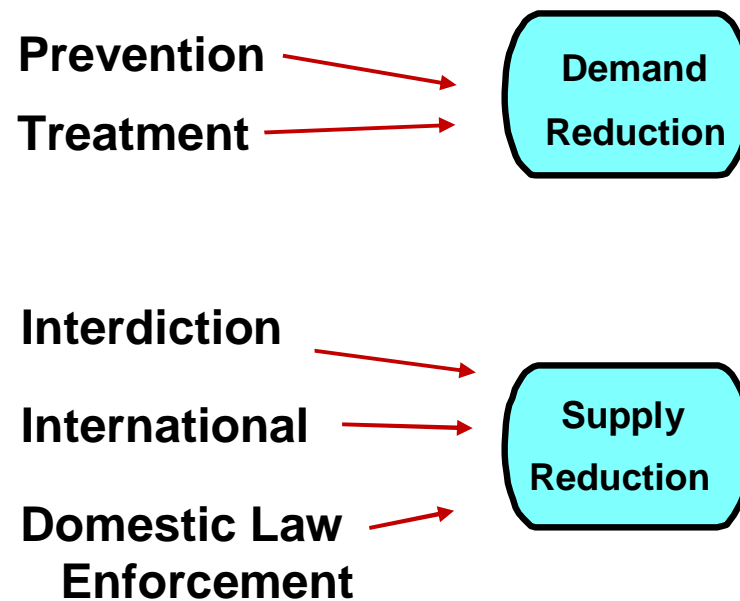 Prevention
Treatment
Demand
Reduction
Interdiction
International
Domestic Law
Enforcement
Supply
Reduction